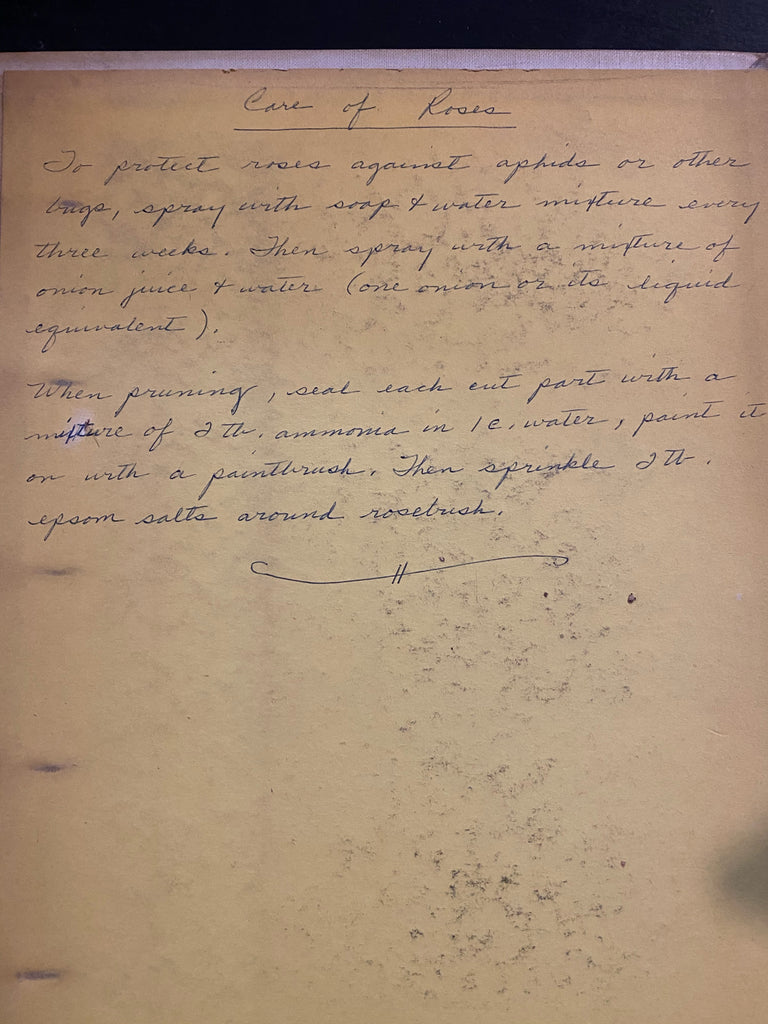 Care of Roses
To protect roses against aphids or other
bugs, spray with soap & water mixture every
three weeks. Then spray with a mixture of
onion juice & water (one onion or its liquid
equivalent).
When pruning, seal each cut part with a
mixture of 2 tb. ammonia in 1 c. water, paint it
on with a paintbrush. Then sprinkle 2 tb.
epsom salts around rosebush.